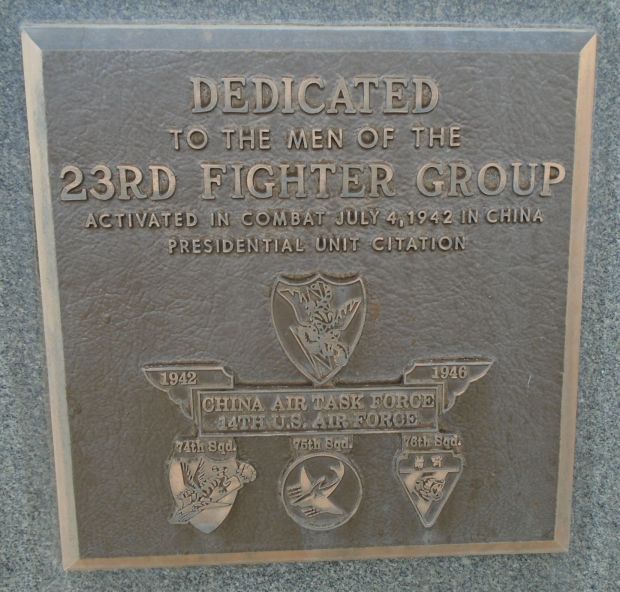 DEDICATED
TO THE MEN OF THE
23RD FIGHTER GROUP
ACTIVATED IN COMBAT JULY 4, 1942 IN CHINA
PRESIDENTIAL UNIT CITATION
1942 1946
CHINA AIR TASK FORCE
14TH U.S. AIR FORCE
74th Sqd. 75th Sqd. 76th Sqd.